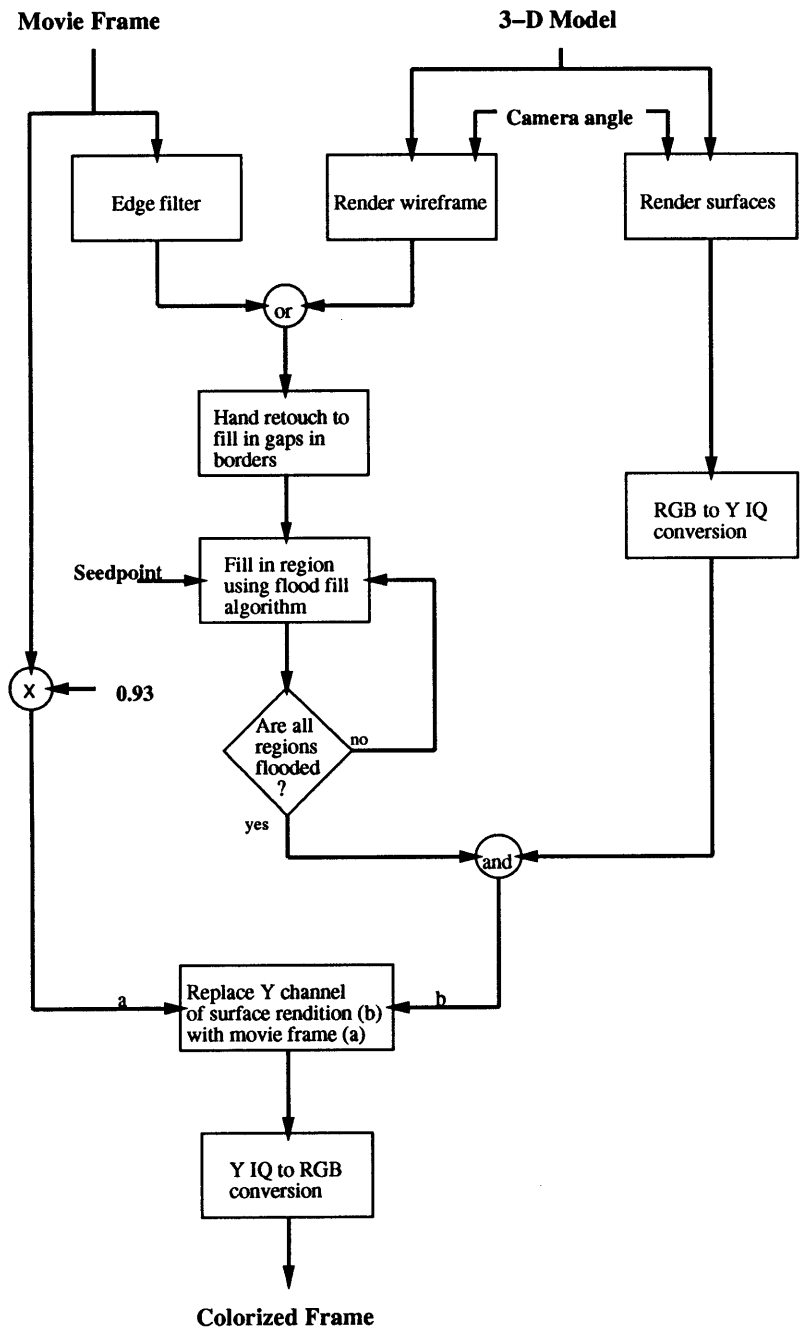 Movie Frame
3–D Model
Camera angle
Edge filter
Render wireframe
Render surfaces
or
Hand retouch to
fill in gaps in
borders
RGB to Y IQ
conversion
Seedpoint
Fill in region
using flood fill
algorithm
X
0.93
Are all
regions
flooded
?
no
yes
and
a
Replace Y channel
of surface rendition (b)
with movie frame (a)
b
Y IQ to RGB
conversion
Colorized Frame